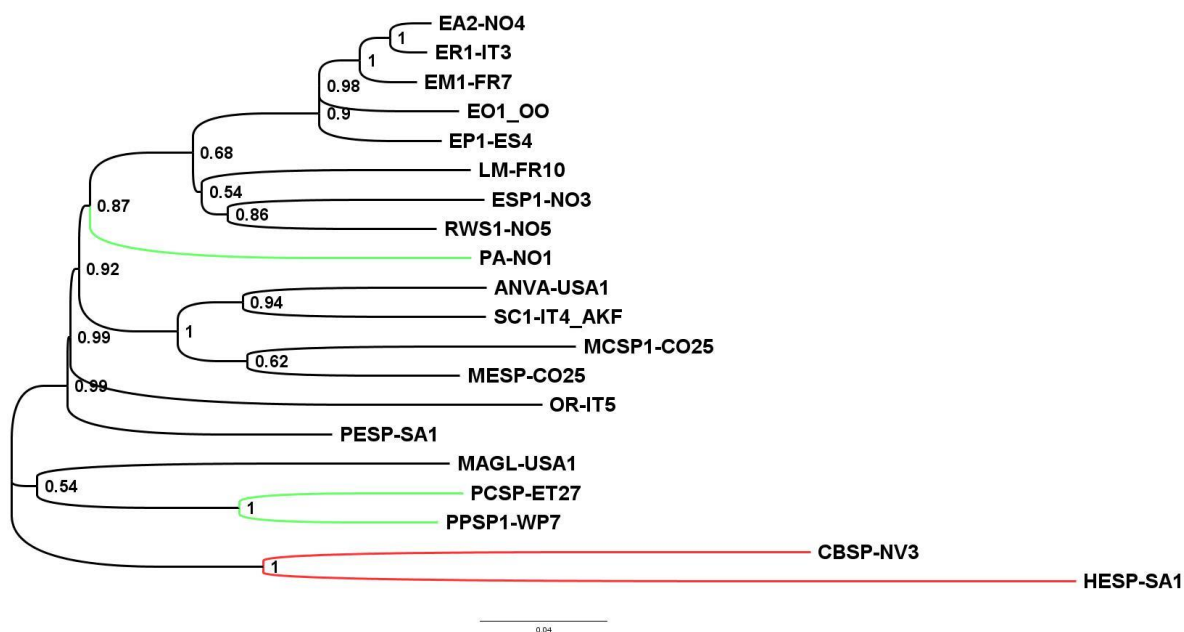 EA2-NO4
1
ER1-IT3
1
EM1-FR7
0.98
EO1_OO
0.9
EP1-ES4
0.68
LM-FR10
0.54
ESP1-NO3
0.87
0.86
RWS1-NO5
PA-NO1
0.92
ANVA-USA1
0.94
SC1-IT4_AKF
1
0.99
MCSP1-CO25
0.62
MESP-CO25
0.99
OR-IT5
PESP-SA1
MAGL-USA1
0.54
PCSP-ET27
1
PPSP1-WP7
CBSP-NV3
1
HESP-SA1
0.04